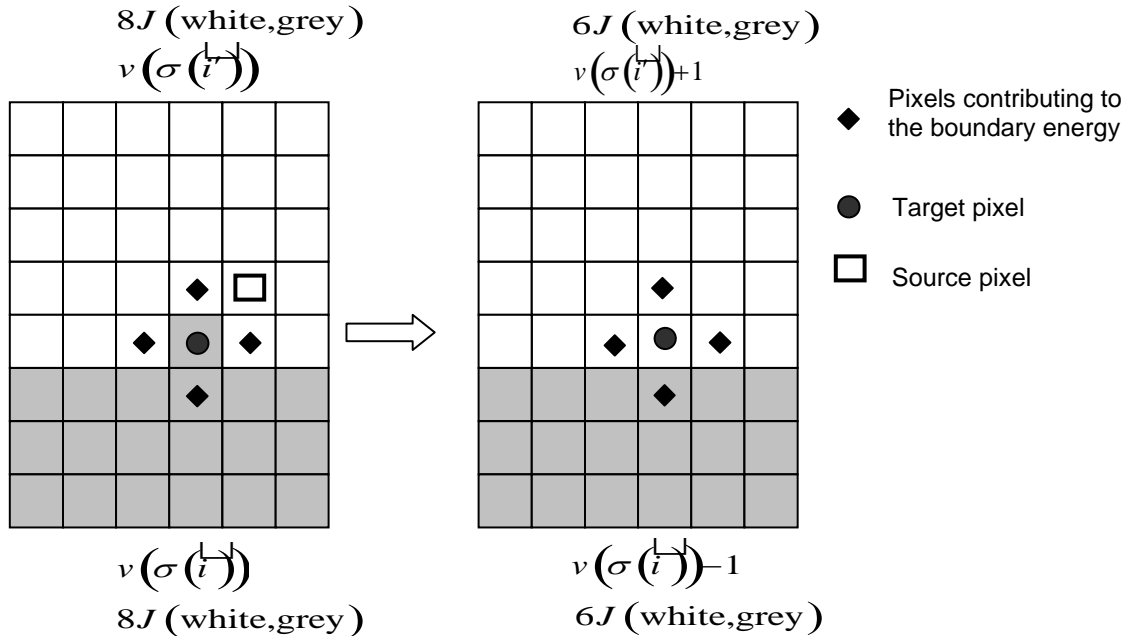 8J (white,grey)
v(σ(i′))
6J (white,grey)
v(σ(i′))+1
Pixels contributing to
the boundary energy
Target pixel
Source pixel
v(σ(i))
8J (white,grey)
v(σ(i))−1
6J (white,grey)